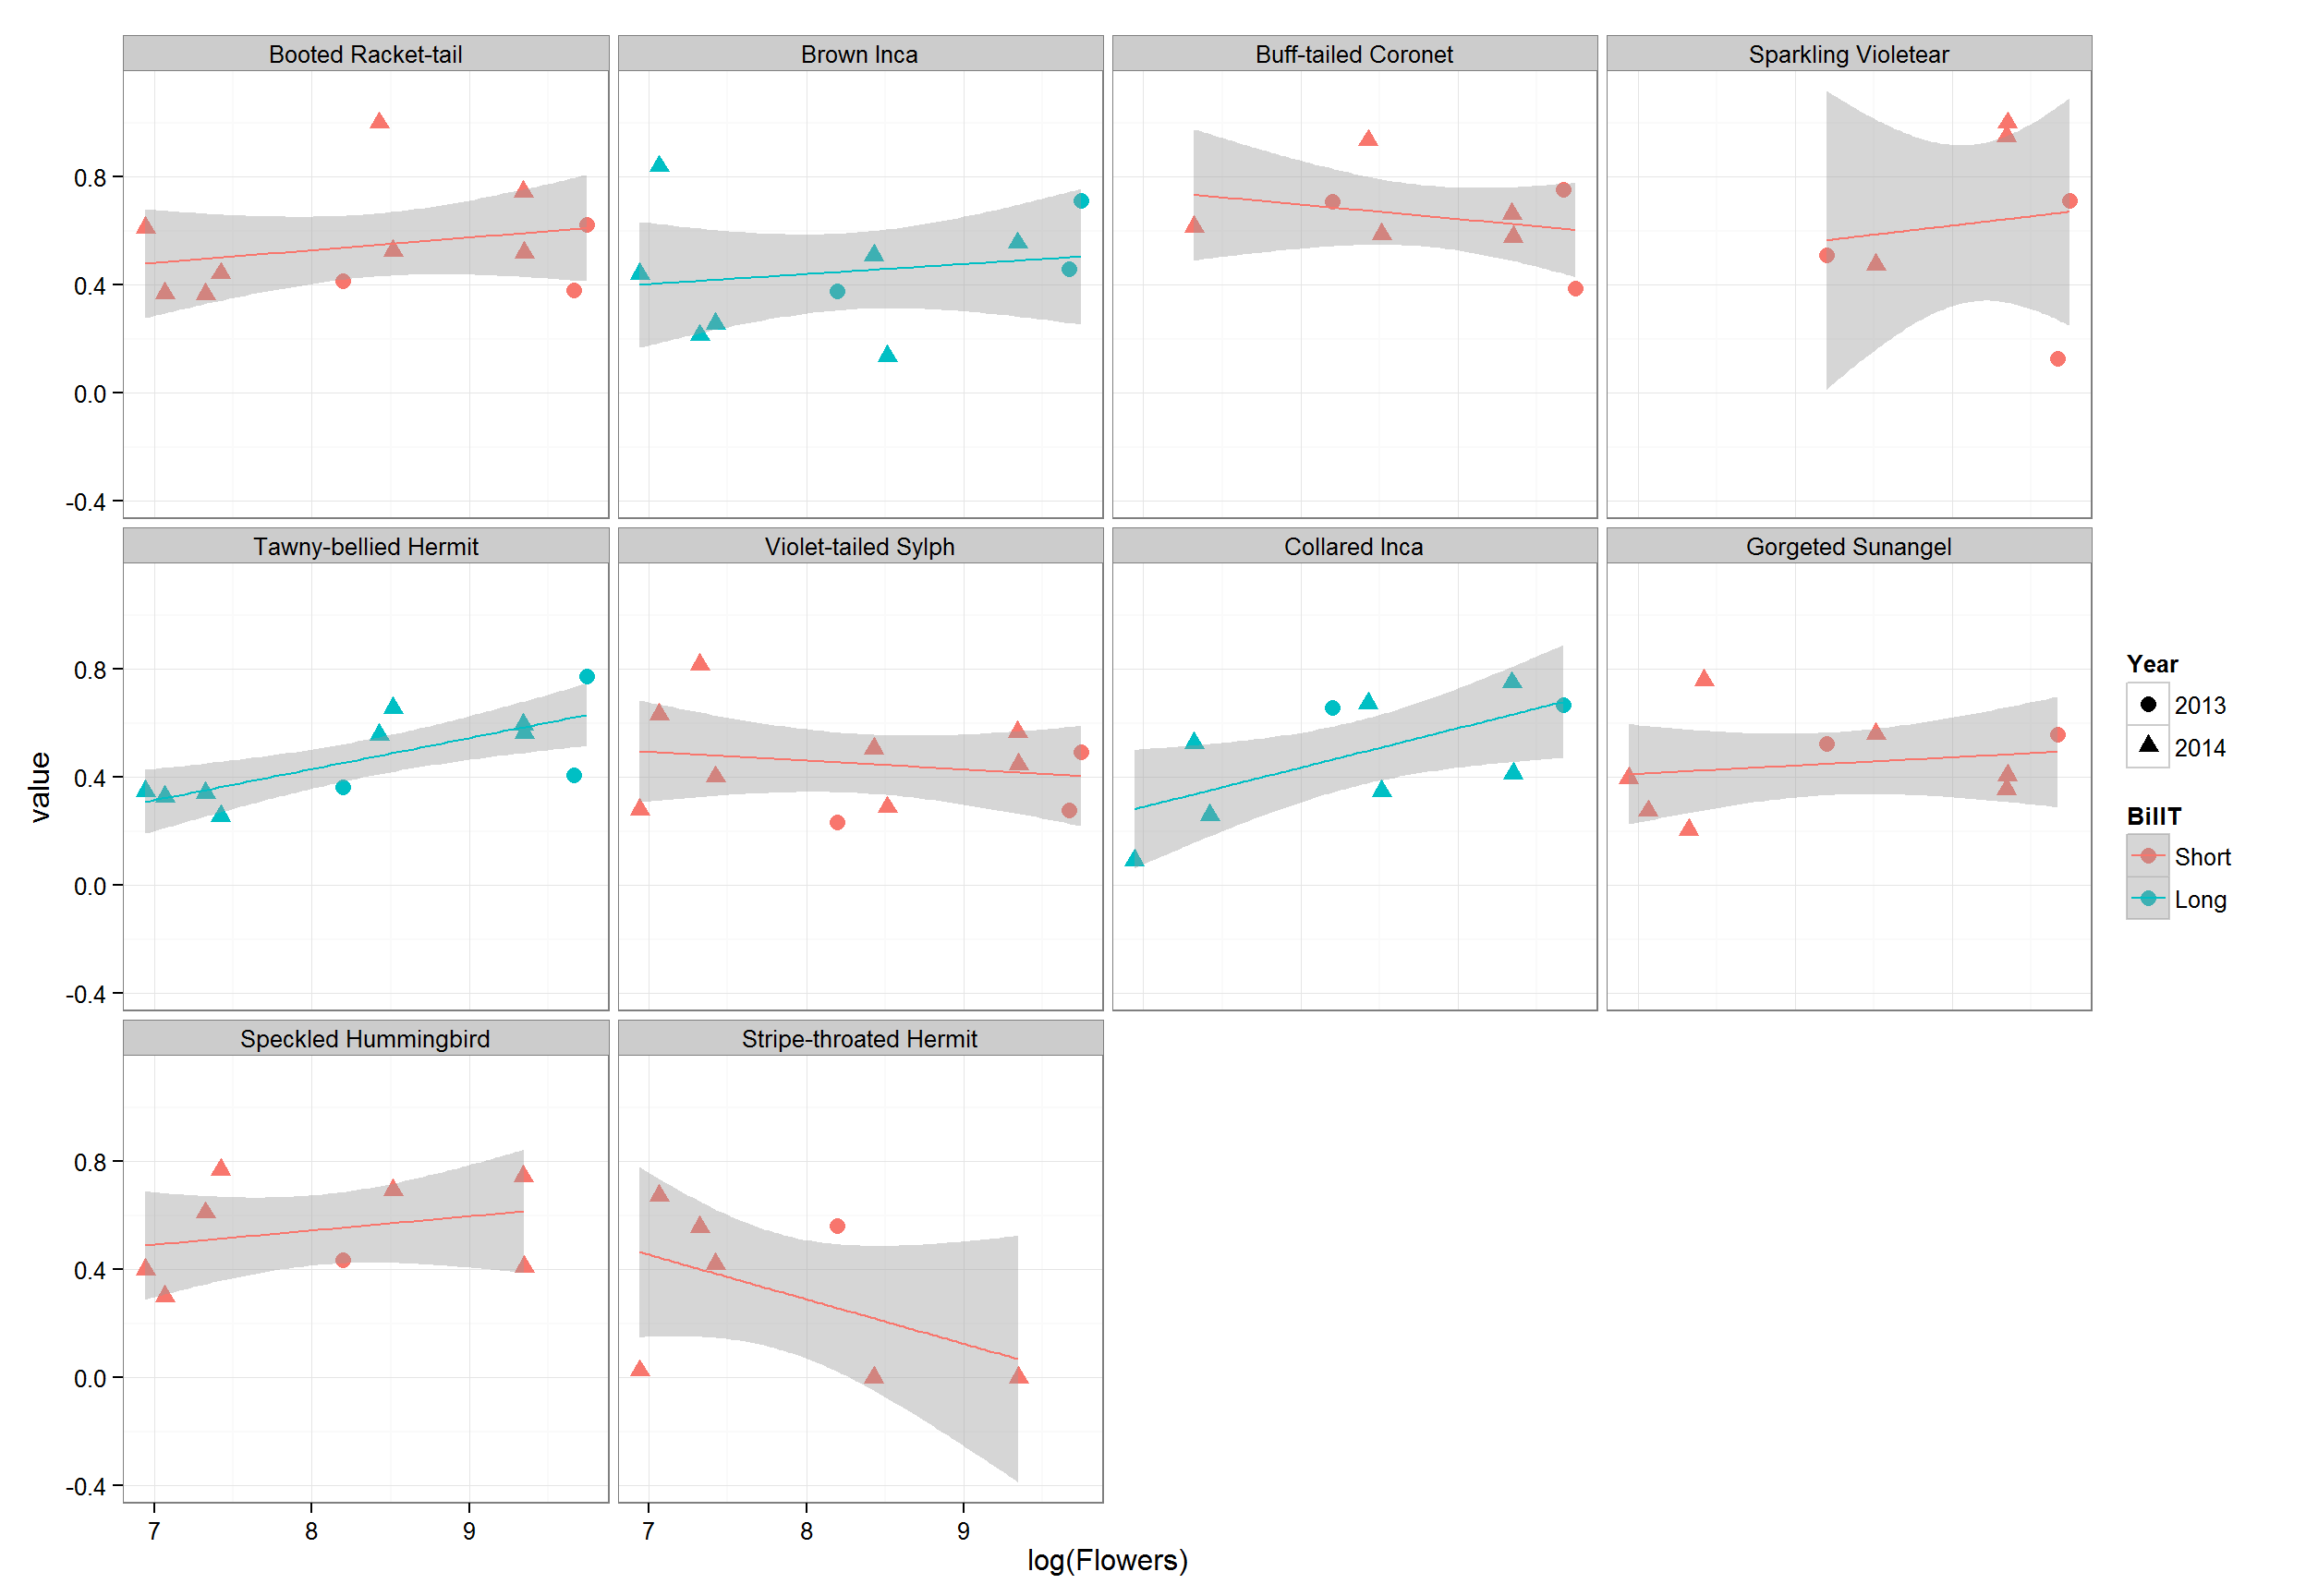 Booted Racket-tail
Brown Inca
Buff-tailed Coronet
Sparkling Violetear
0.8
0.4
0.0
-0.4
Tawny-bellied Hermit
Violet-tailed Sylph
Collared Inca
Gorgeted Sunangel
0.8
0.4
0.0
-0.4
value
Year
2013
2014
BillT
Short
Long
Speckled Hummingbird
Stripe-throated Hermit
0.8
0.4
0.0
-0.4
7 8 9
7 8 9
log(Flowers)